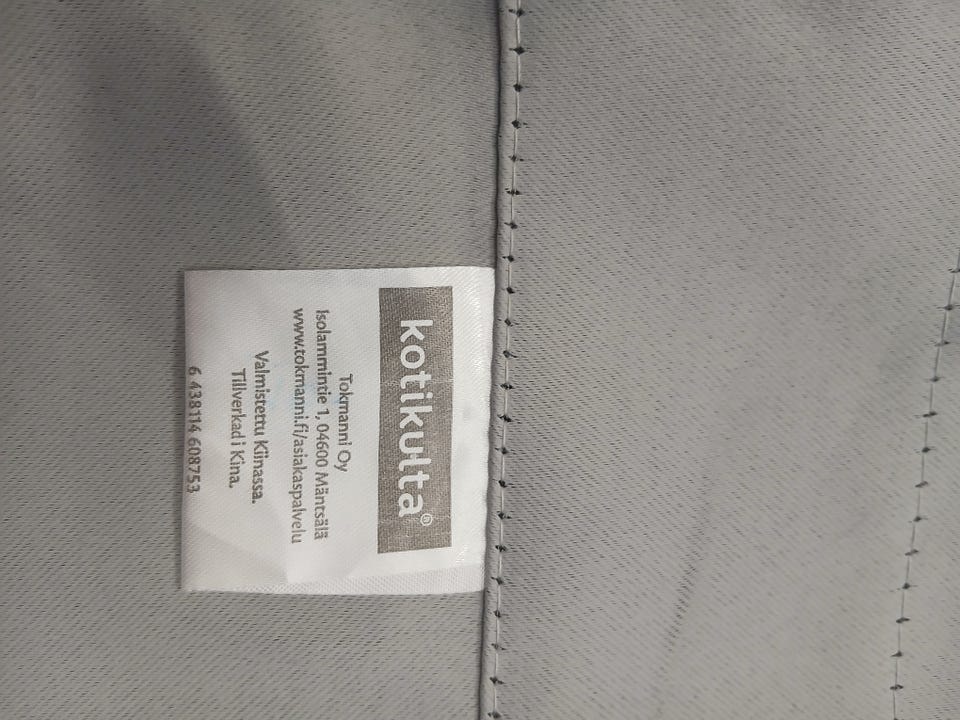 kotikulta®
Tokmanni Oy
Isolammintie 1, 04600 Mäntsälä
www.tokmanni.fi/asiakaspalvelu
Valmistettu Kiinassa.
Tillverkad i Kina.
6 438114 608753